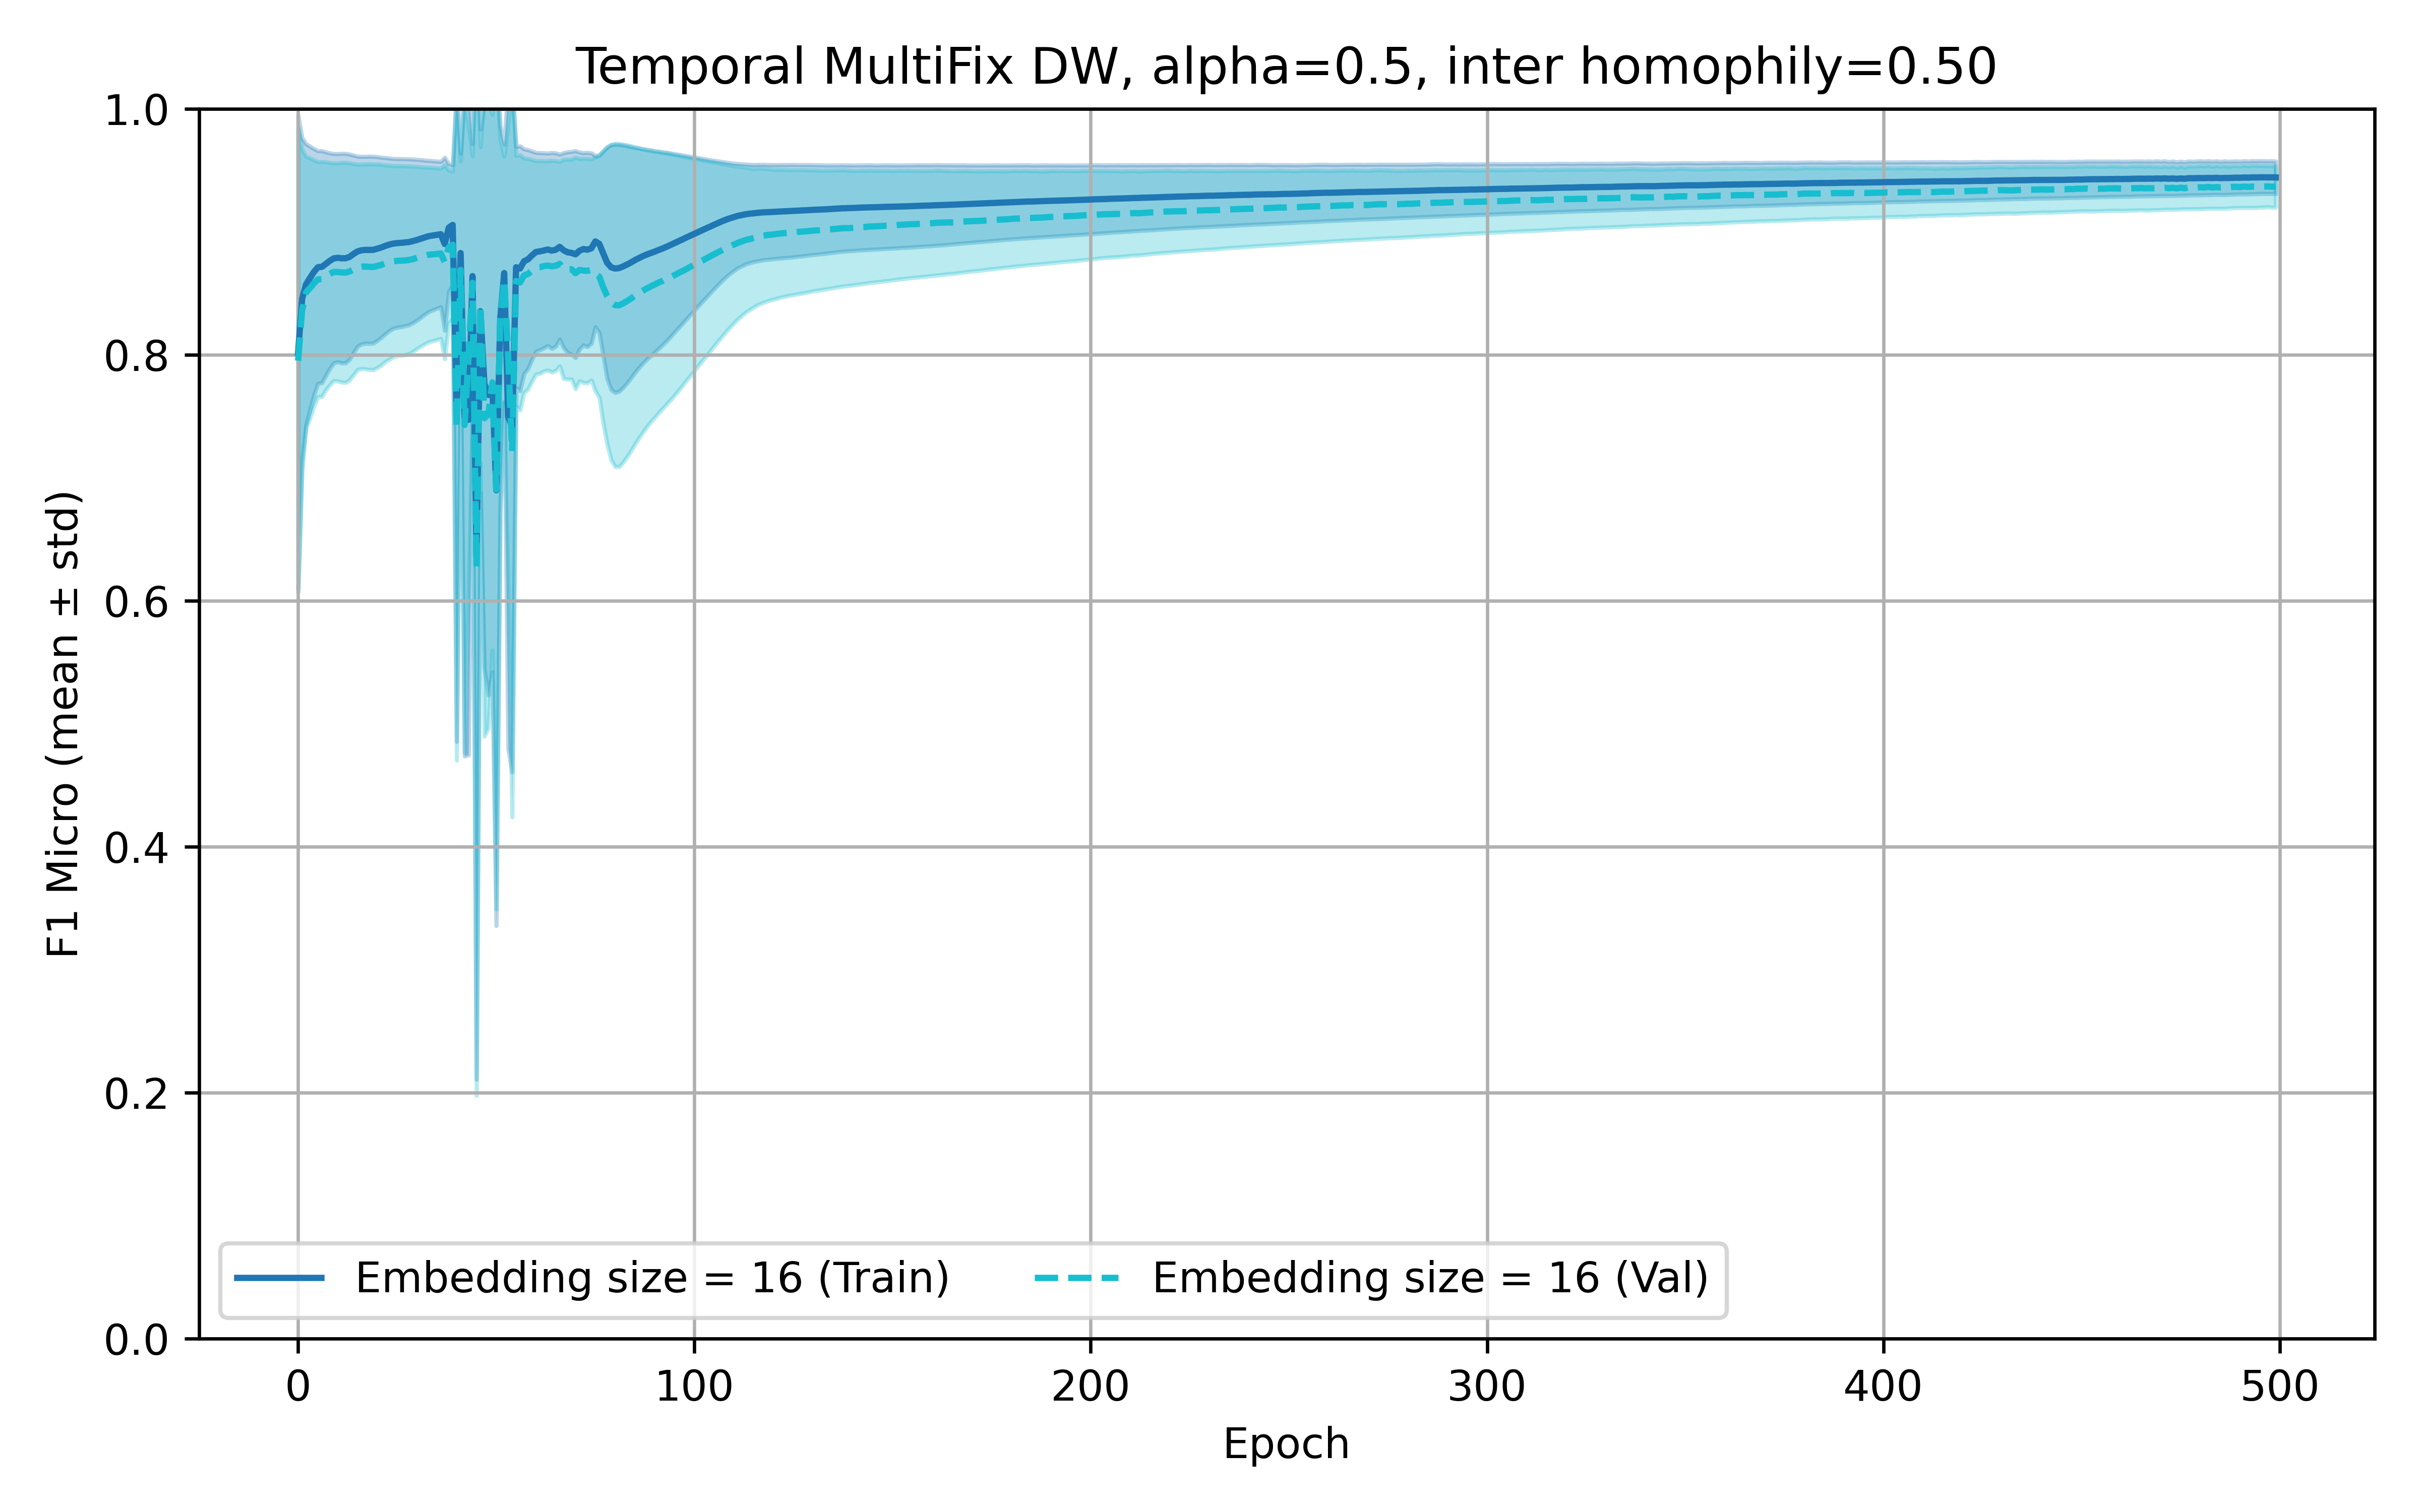 Temporal MultiFix DW, alpha=0.5, inter homophily=0.50
1.0
0.8
0.6
0.4
0.2
0.0
F1 Micro (mean ± std)
Embedding size = 16 (Train)
Embedding size = 16 (Val)
0
100
200
300
400
500
Epoch